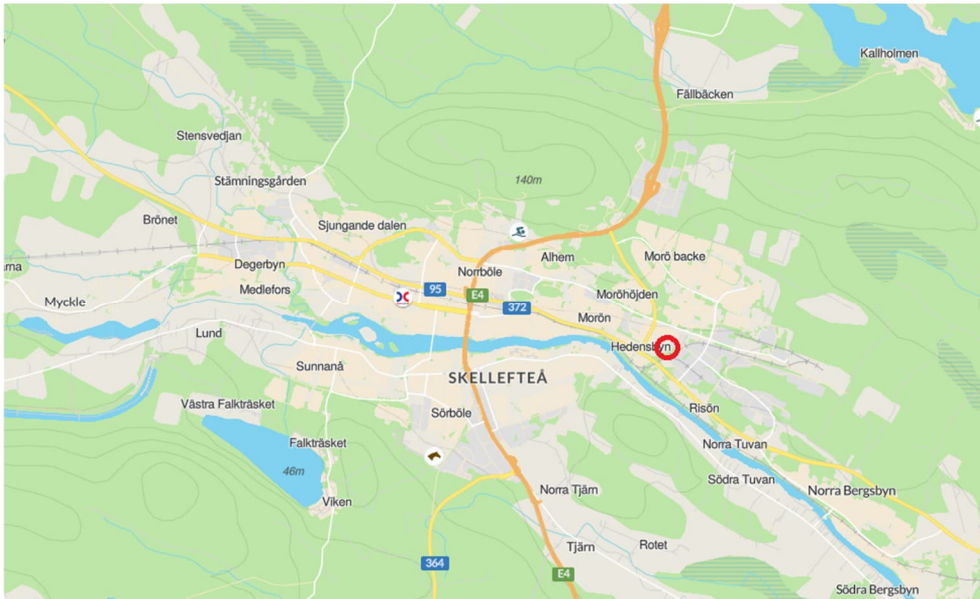 Kallholmen
Fällbäcken
Stensvedjan
Stämningsgården
140m
Brönet
Sjungande dalen
Degerbyn
Norrböle
Alhem
Morö backe
Medlefors
95
E4
372
Moröhöjden
Myckle
Morön
Lund
Hedensbyn
Sunnanå
SKELLEFTEÅ
Västra Falkträsket
Sörböle
Risön
Falkträsket
46m
Norra Tuvan
Södra Tuvan
Norra Tjärn
Norra Bergsbyn
Viken
Tjärn
Rotet
364
E4
Södra Bergsbyn